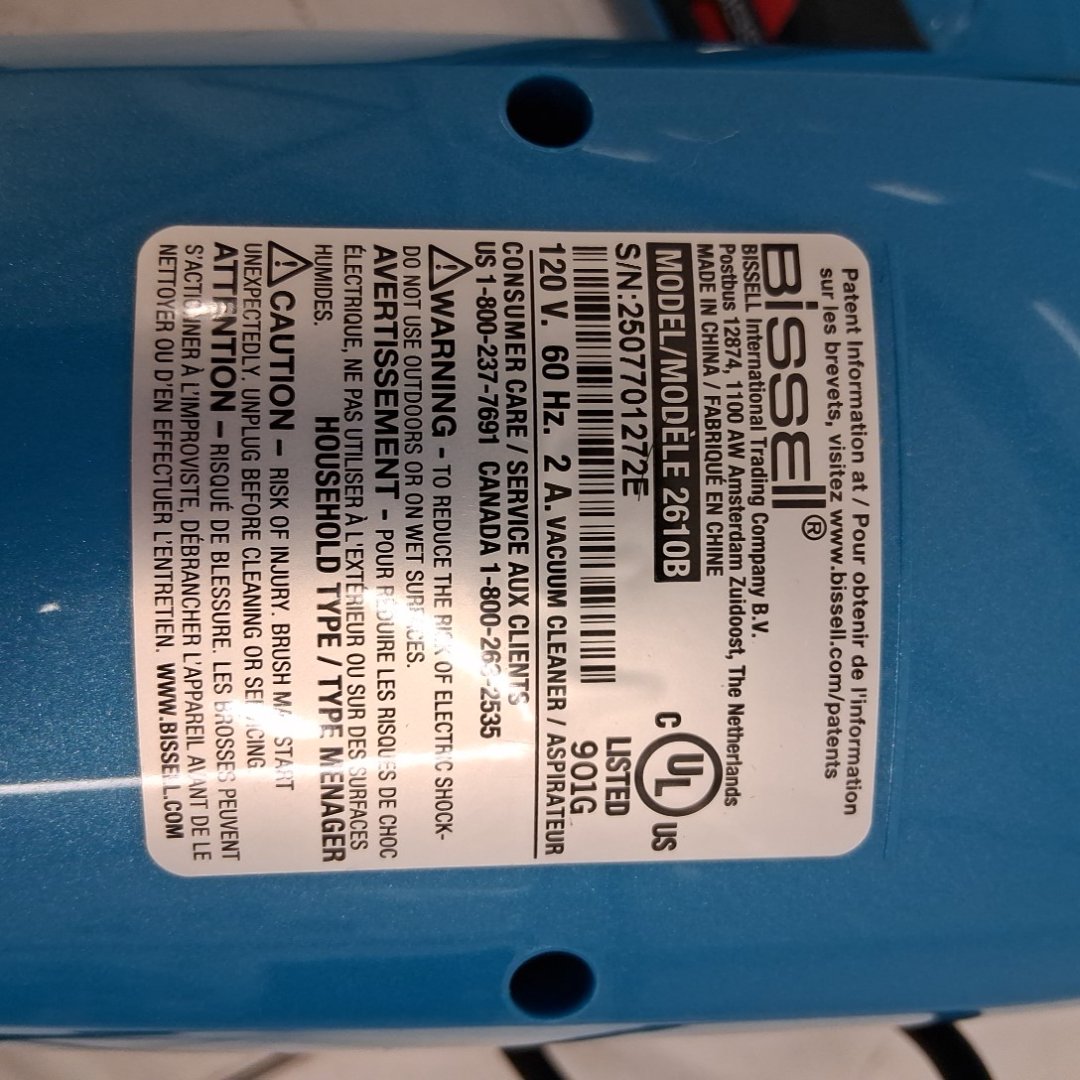 Patent Information at / Pour obtenir de l'information
sur les brevets, visitez www.bissell.com/patents
BISSELL®
BISSELL International Trading Company B.V.
Postbus 12874, 1100 AW Amsterdam Zuidoost, The Netherlands
MADE IN CHINA / FABRIQUÉ EN CHINE
MODEL/MODÈLE 2610B
S/N:2507701272E
C UL US
LISTED
901G
120 V. 60 Hz. 2 A. VACUUM CLEANER / ASPIRATEUR
CONSUMER CARE / SERVICE AUX CLIENTS
US 1-800-237-7691 CANADA 1-800-263-2535
WARNING - TO REDUCE THE RISK OF ELECTRIC SHOCK-
DO NOT USE OUTDOORS OR ON WET SURFACES.
AVERTISSEMENT - POUR RÉDUIRE LES RISQUES DE CHOC
ÉLECTRIQUE, NE PAS UTILISER À L'EXTÉRIEUR OU SUR DES SURFACES
HUMIDES. HOUSEHOLD TYPE / TYPE MENAGER
CAUTION - RISK OF INJURY. BRUSH MAY START
UNEXPECTEDLY. UNPLUG BEFORE CLEANING OR SERVICING
ATTENTION - RISQUÉ DE BLESSURE. LES BROSSES PEUVENT
S'ACTIONNER À L'IMPROVISTE, DÉBRANCHER L'APPAREIL AVANT DE LE
NETTOYER OU D'EN EFFECTUER L'ENTRETIEN. WWW.BISSELL.COM